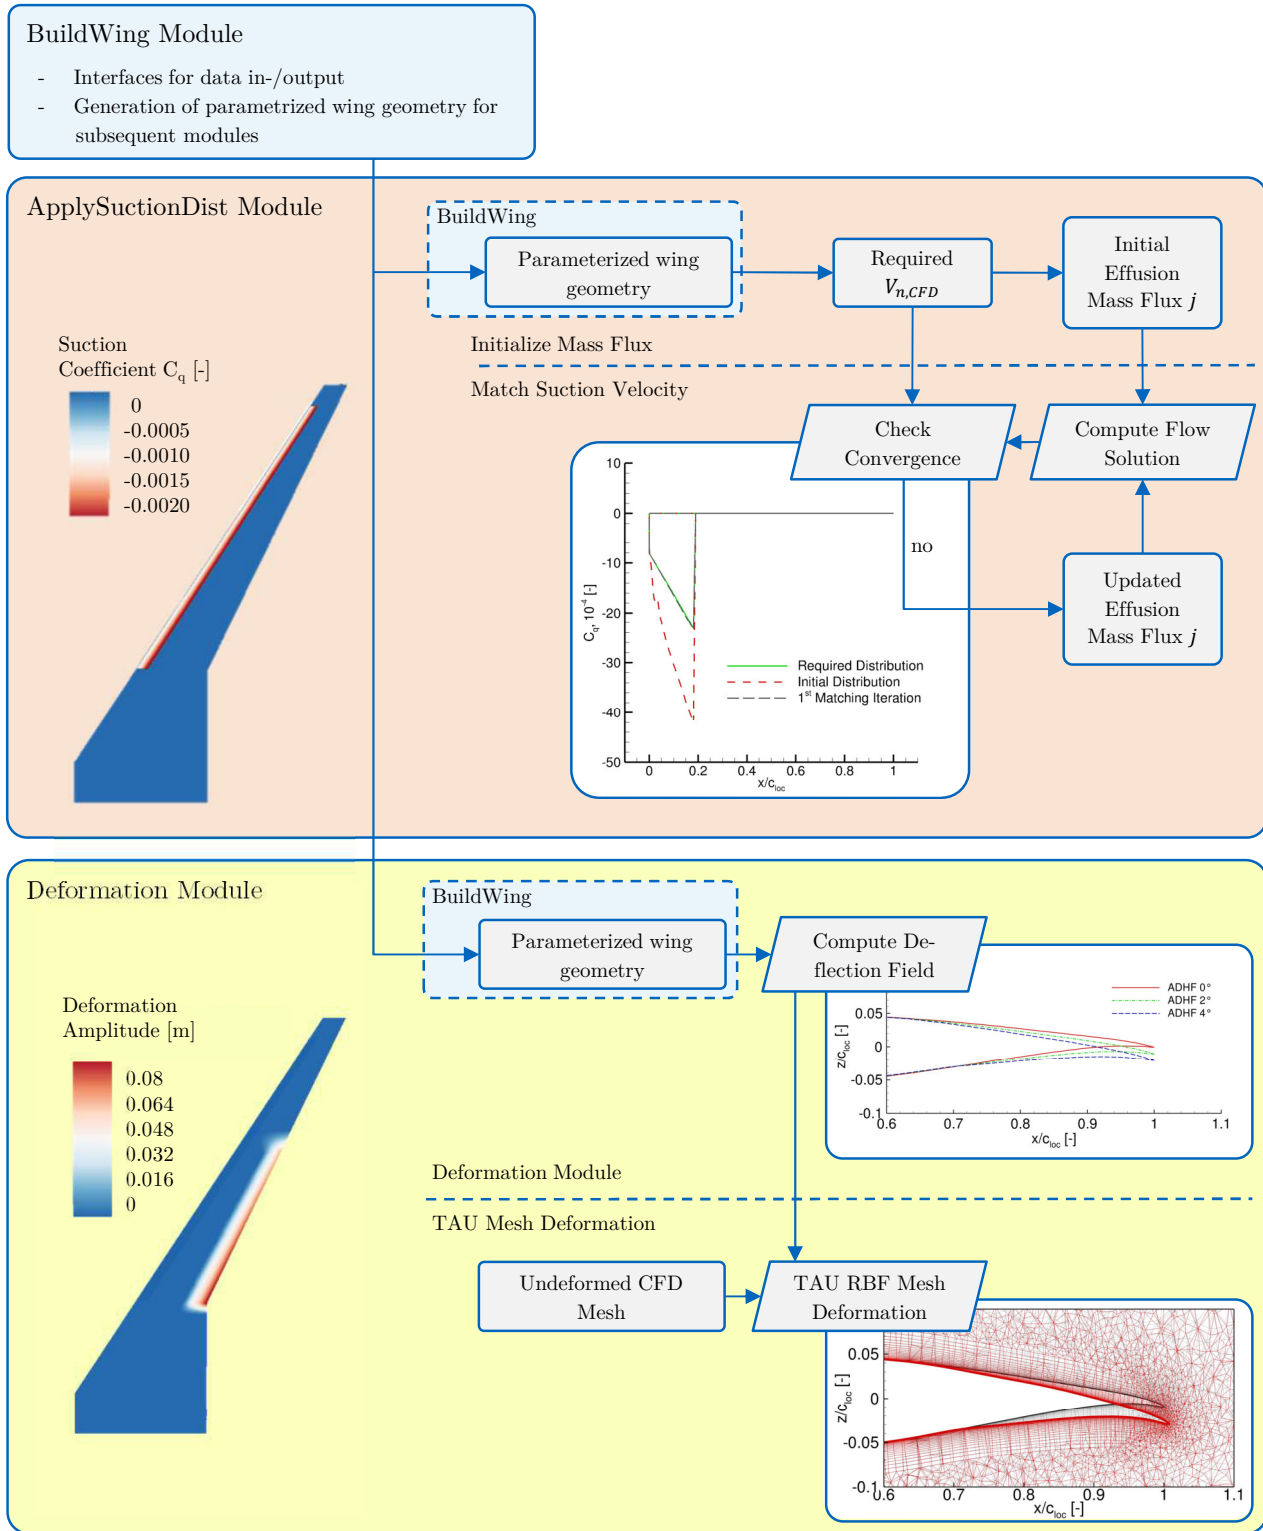 BuildWing Module
- Interfaces for data in-/output
- Generation of parametrized wing geometry for
subsequent modules
ApplySuctionDist Module
BuildWing
Parameterized wing
geometry
Required
V_{n,CFD}
Initial
Effusion
Mass Flux j
Initialize Mass Flux
Match Suction Velocity
Suction
Coefficient C_q [-]
0
-0.0005
-0.0010
-0.0015
-0.0020
Check
Convergence
Compute Flow
Solution
no
Updated
Effusion
Mass Flux j
10
0
-10
-20
-30
-40
-50
C_q, 10^-4 [-]
Required Distribution
Initial Distribution
1st Matching Iteration
0 0.2 0.4 0.6 0.8 1
x/c_loc
Deformation Module
BuildWing
Parameterized wing
geometry
Compute De-
flection Field
Deformation
Amplitude [m]
0.08
0.064
0.048
0.032
0.016
0
ADHF 0°
ADHF 2°
ADHF 4°
0.05
0
-0.05
-0.1
z/c_loc [-]
0.6 0.7 0.8 0.9 1 1.1
x/c_loc [-]
Deformation Module
TAU Mesh Deformation
Undeformed CFD
Mesh
TAU RBF Mesh
Deformation
0.05
0
-0.05
-0.1
z/c_loc [-]
0.6 0.7 0.8 0.9 1 1.1
x/c_loc [-]